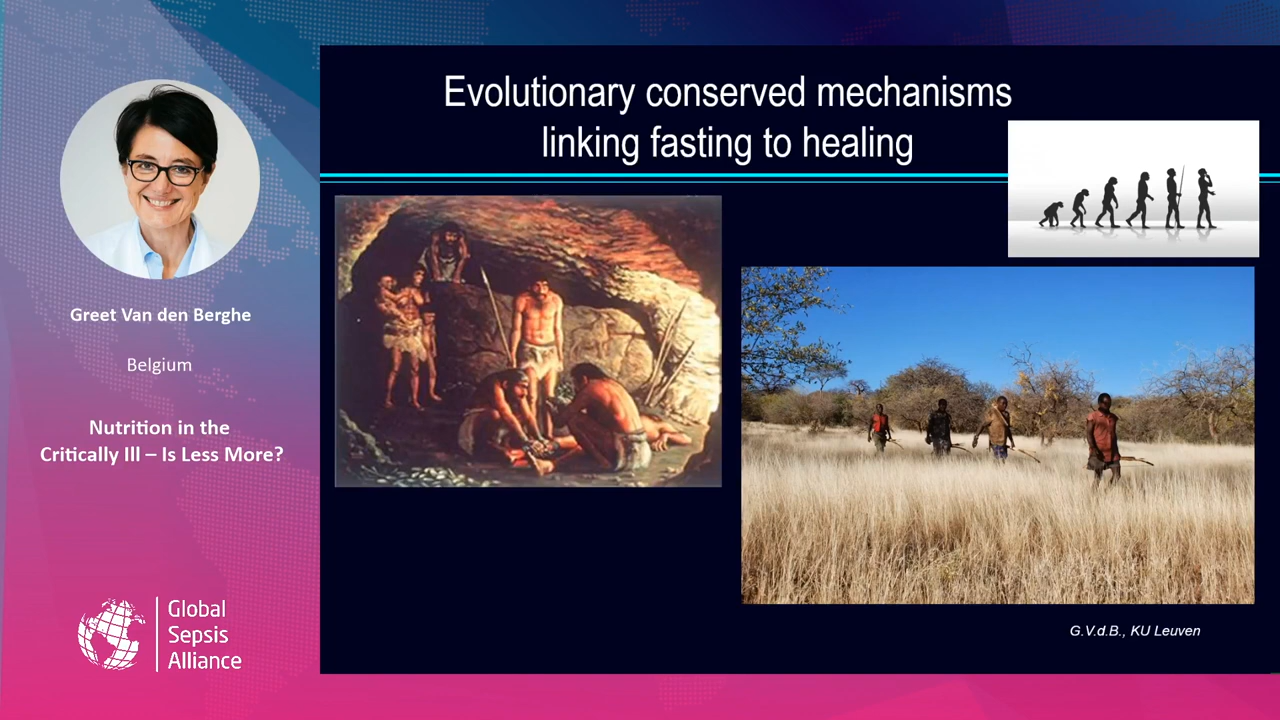 Greet Van den Berghe
Belgium
Nutrition in the
Critically Ill – Is Less More?
Global
Sepsis
Alliance
Evolutionary conserved mechanisms
linking fasting to healing
G.V.d.B., KU Leuven